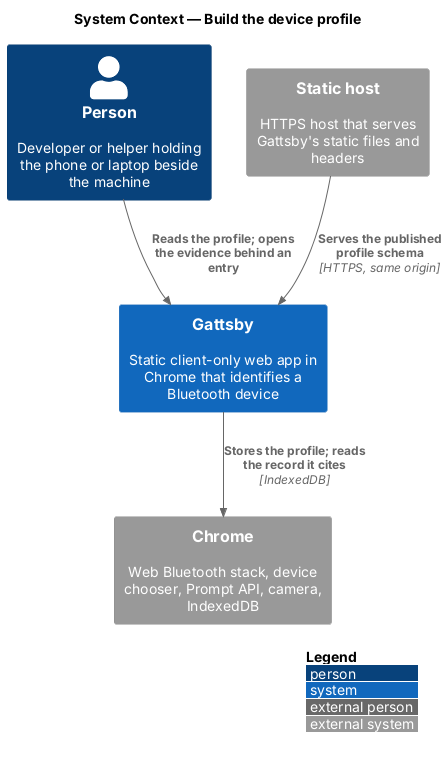 System Context — Build the device profile
Person
Developer or helper holding
the phone or laptop beside
the machine
Static host
HTTPS host that serves
Gattsby's static files and
headers
Reads the profile; opens
the evidence behind an
entry
Serves the published
profile schema
[HTTPS, same origin]
Gattsby
Static client-only web app in
Chrome that identifies a
Bluetooth device
Stores the profile; reads
the record it cites
[IndexedDB]
Chrome
Web Bluetooth stack, device
chooser, Prompt API, camera,
IndexedDB
Legend
person
system
external person
external system